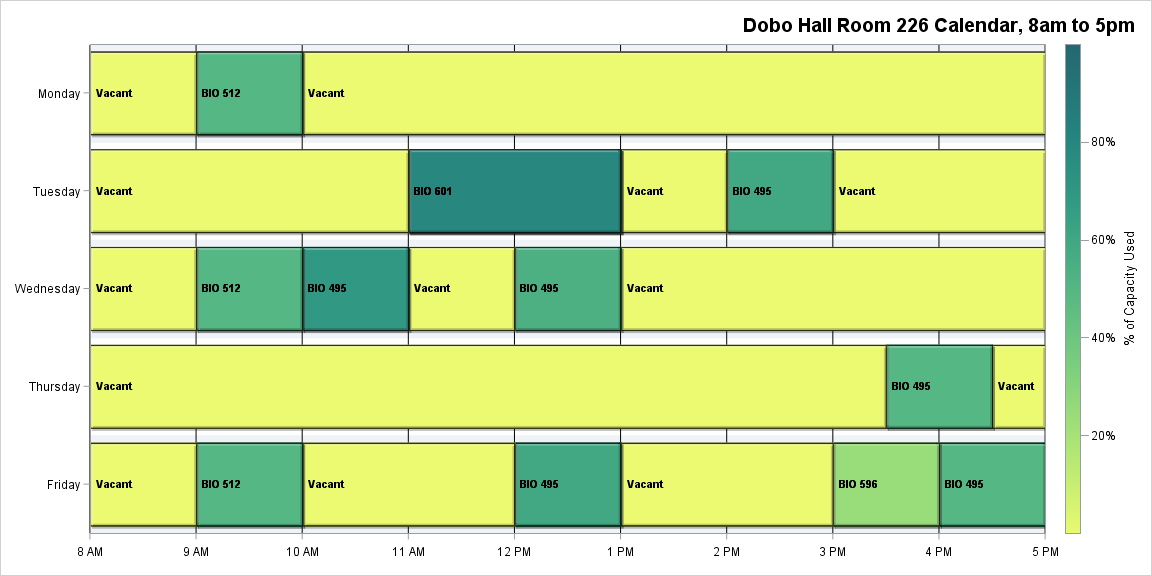 Dobo Hall Room 226 Calendar, 8am to 5pm
Monday Vacant BIO 512 Vacant
80%
Tuesday Vacant BIO 601 Vacant BIO 495 Vacant
60%
% of Capacity Used
Wednesday Vacant BIO 512 BIO 495 Vacant BIO 495 Vacant
40%
Thursday Vacant BIO 495 Vacant
20%
Friday Vacant BIO 512 Vacant BIO 495 Vacant BIO 596 BIO 495
8 AM 9 AM 10 AM 11 AM 12 PM 1 PM 2 PM 3 PM 4 PM 5 PM